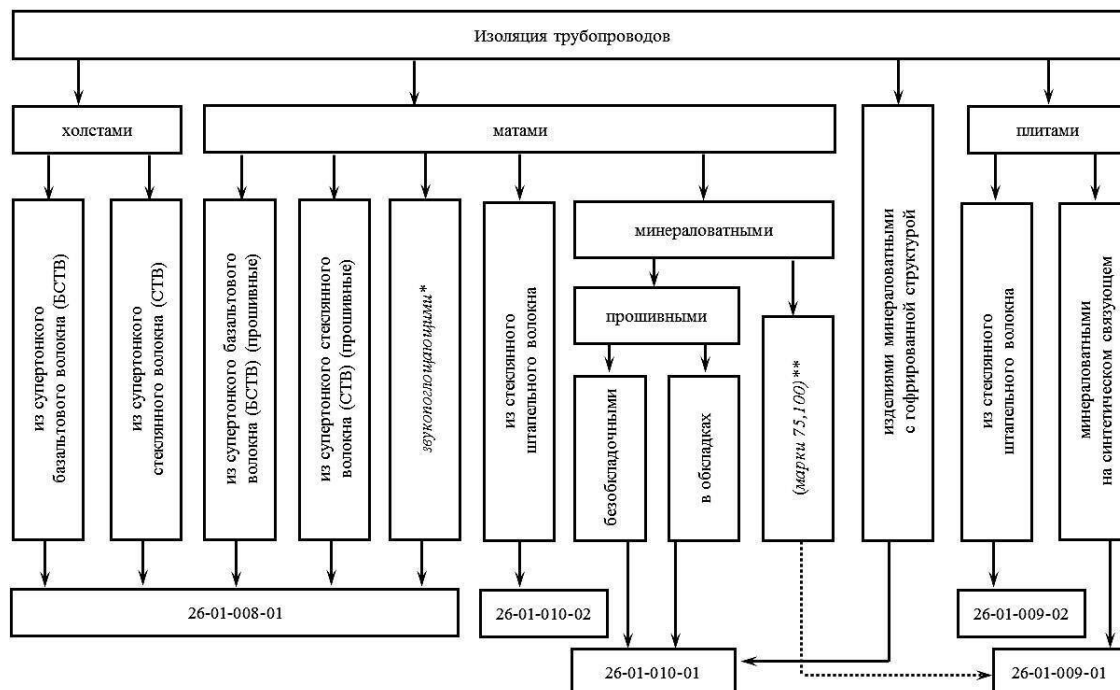 Изоляция трубопроводов
холстами
матами
плитами
из супертонкого
базальтового волокна (БСТВ)
из супертонкого
стеклянного волокна (СТВ)
из супертонкого базальтового
волокна (БСТВ) (прошивные)
из супертонкого стеклянного
волокна (СТВ) (прошивные)
звукопоглощающими*
из стеклянного
штапельного волокна
минераловатными
прошивными
безобкладочными
в обкладках
(марки 75,100)**
изделиями минераловатными
с гофрированной структурой
из стеклянного
штапельного волокна
минераловатными
на синтетическом связующем
26-01-008-01
26-01-010-02
26-01-009-02
26-01-010-01
26-01-009-01